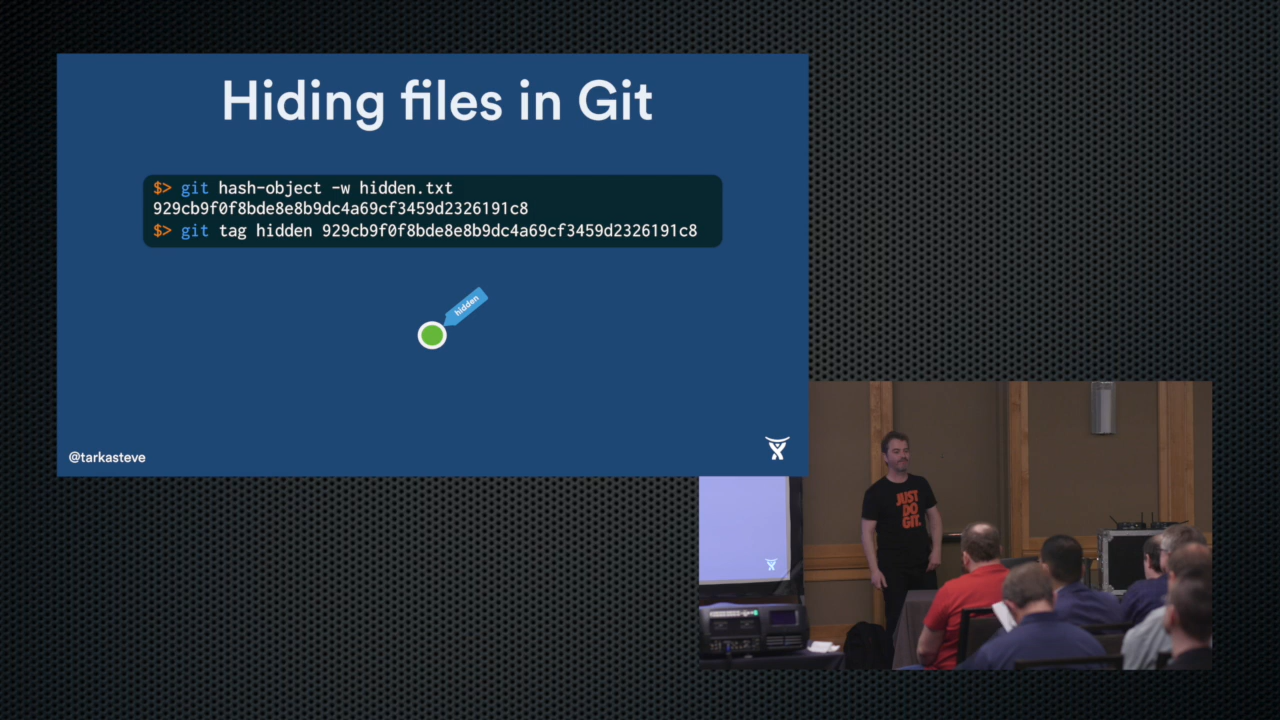 Hiding files in Git
$> git hash-object -w hidden.txt
929cb9f0f8bde8e8b9dc4a69cf3459d2326191c8
$> git tag hidden 929cb9f0f8bde8e8b9dc4a69cf3459d2326191c8
hidden
@tarkasteve
JUST
DO
GIT.